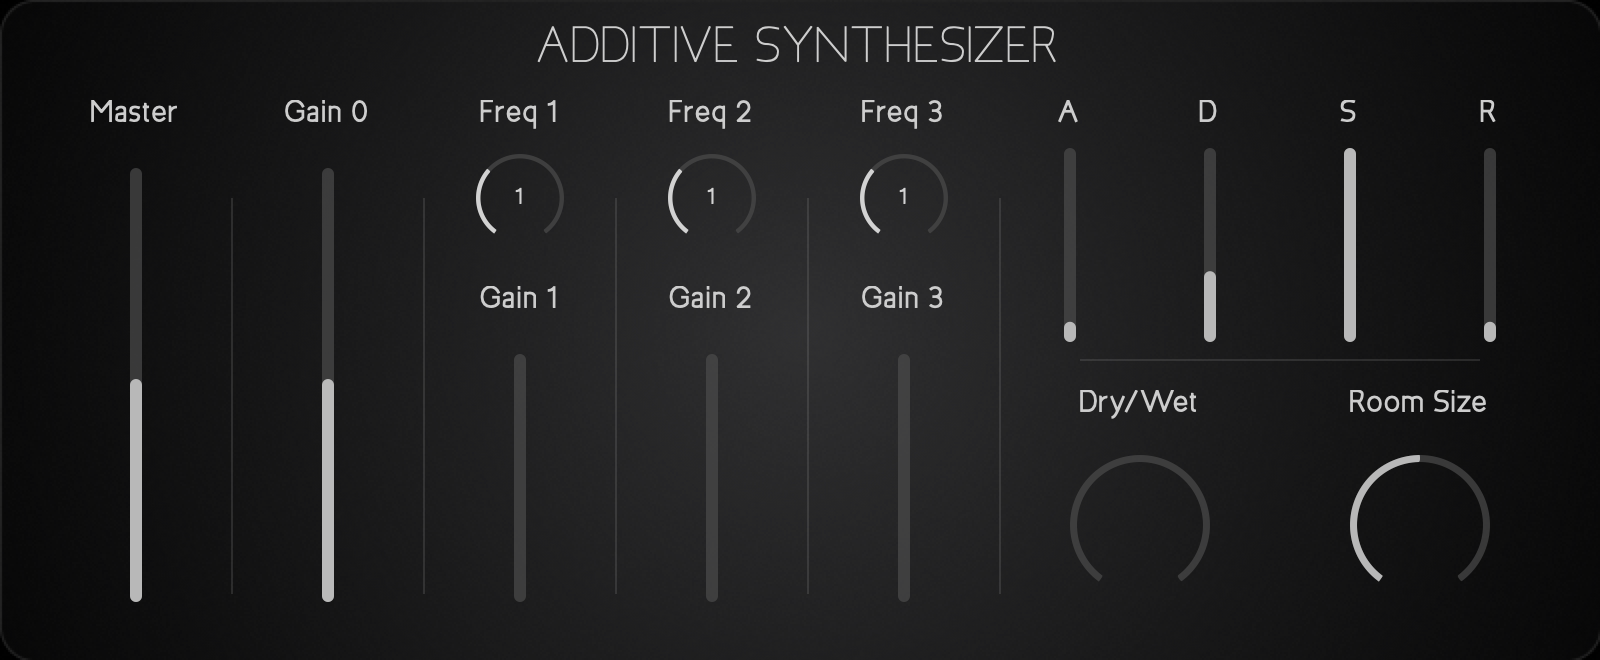 ADDITIVE SYNTHESIZER
Master Gain 0 Freq 1 Freq 2 Freq 3 A D S R
1 1 1
Gain 1 Gain 2 Gain 3
Dry/Wet Room Size